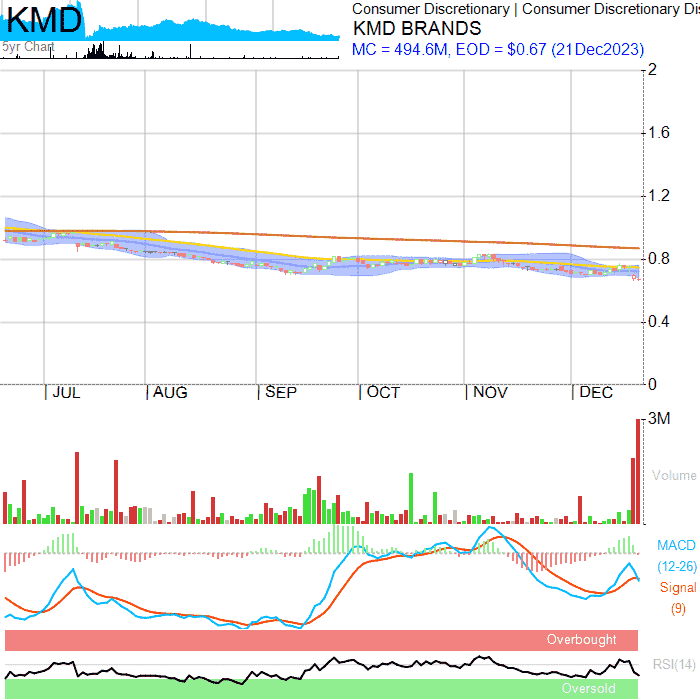 KMD
5yr Chart
Consumer Discretionary | Consumer Discretionary Dis
KMD BRANDS
MC = 494.6M, EOD = $0.67 (21Dec2023)
2
1.6
1.2
0.8
0.4
0
JUL AUG SEP OCT NOV DEC
3M
Volume
MACD
(12-26)
Signal
(9)
Overbought
RSI(14)
Oversold